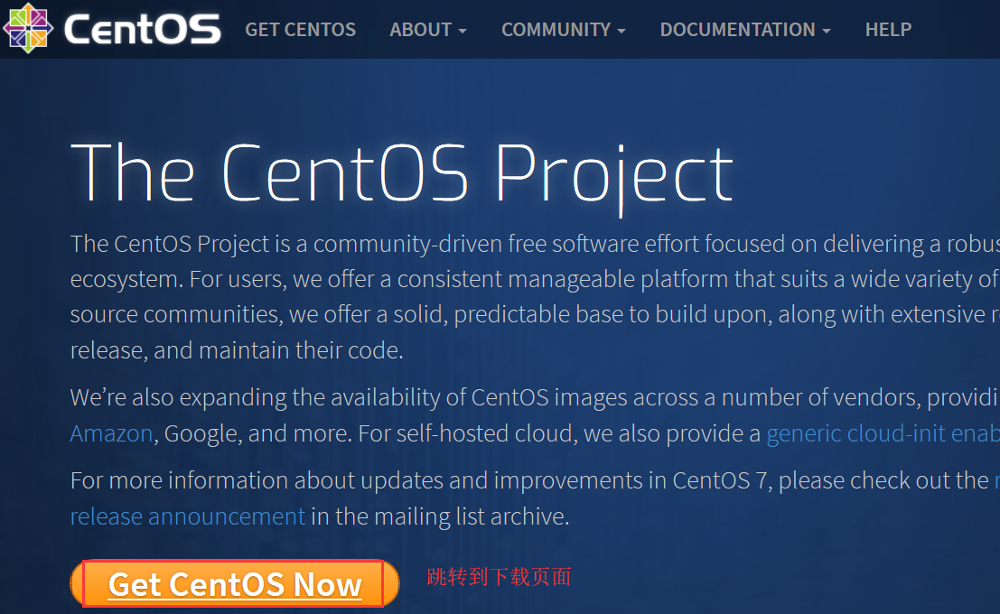 CentOS GET CENTOS ABOUT COMMUNITY DOCUMENTATION HELP
The CentOS Project
The CentOS Project is a community-driven free software effort focused on delivering a
ecosystem. For users, we offer a consistent manageable platform that suits a wide variety of
source communities, we offer a solid, predictable base to build upon, along with extensive
release, and maintain their code.
We’re also expanding the availability of CentOS images across a number of vendors,
Amazon, Google, and more. For self-hosted cloud, we also provide a generic cloud-init
For more information about updates and improvements in CentOS 7, please check out the
release announcement in the mailing list archive.
Get CentOS Now 跳转到下载页面